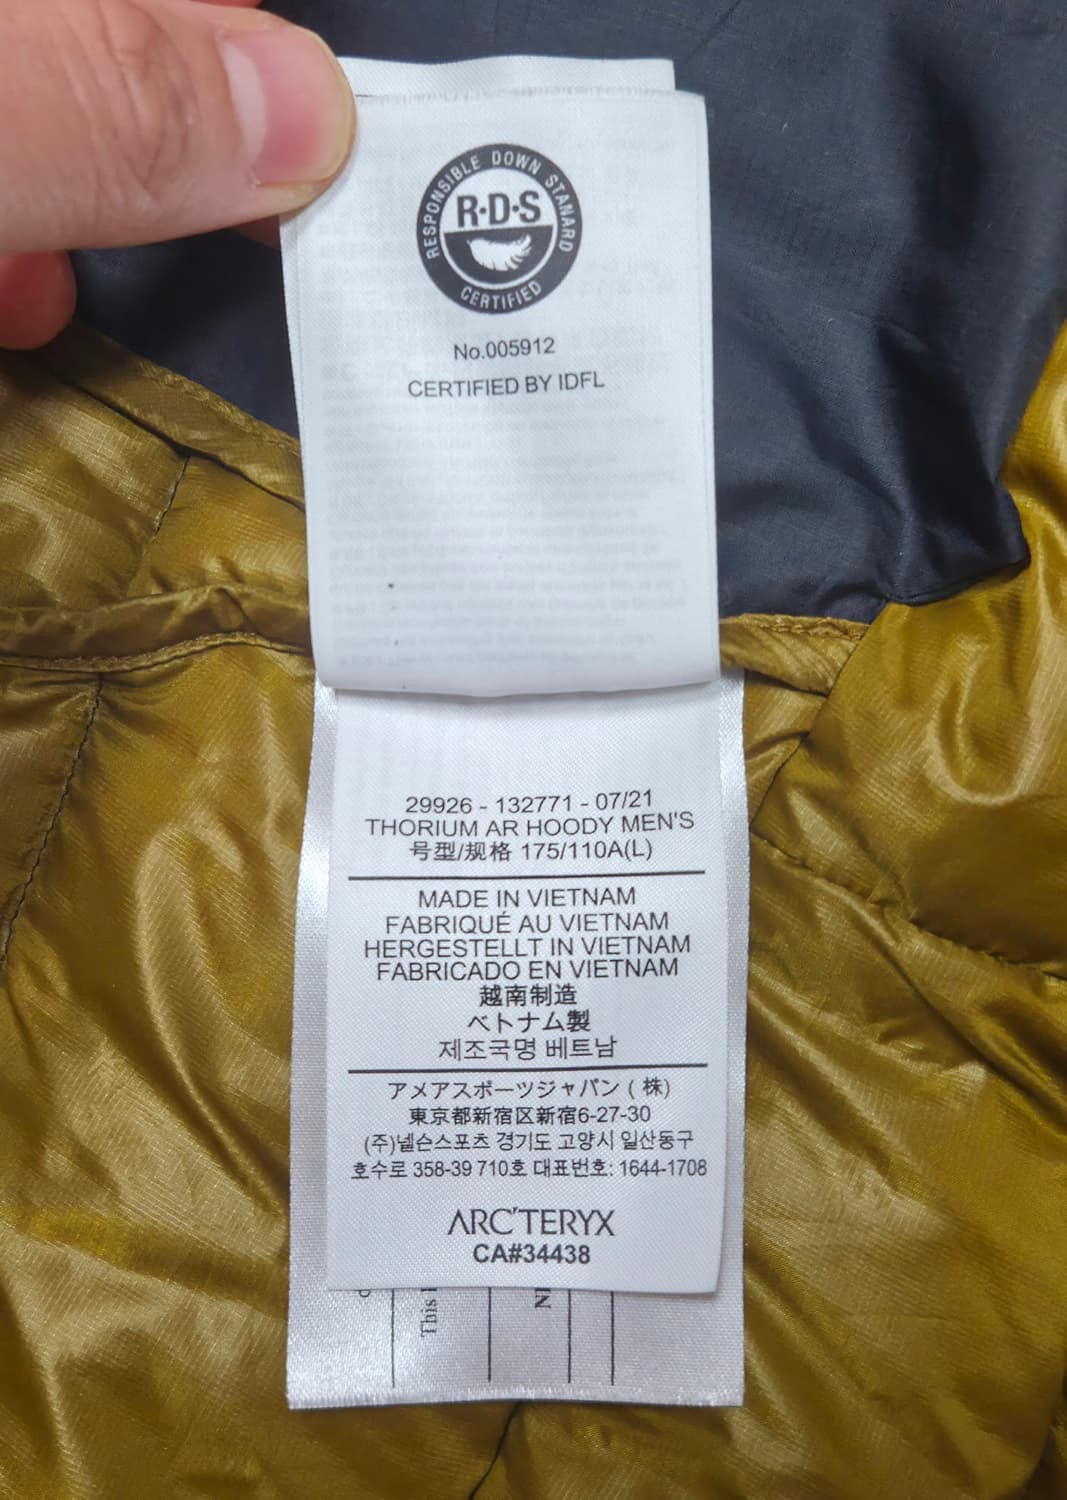 RESPONSIBLE DOWN STANARD
R·D·S
CERTIFIED
No.005912
CERTIFIED BY IDFL
29926 - 132771 - 07/21
THORIUM AR HOODY MEN'S
号型/规格 175/110A(L)
MADE IN VIETNAM
FABRIQUÉ AU VIETNAM
HERGESTELLT IN VIETNAM
FABRICADO EN VIETNAM
越南制造
ベトナム製
제조국명 베트남
アメアスポーツジャパン (株)
東京都新宿区新宿6-27-30
(주)넬슨스포츠 경기도 고양시 일산동구
호수로 358-39 710호 대표번호: 1644-1708
ARC'TERYX
CA#34438
This